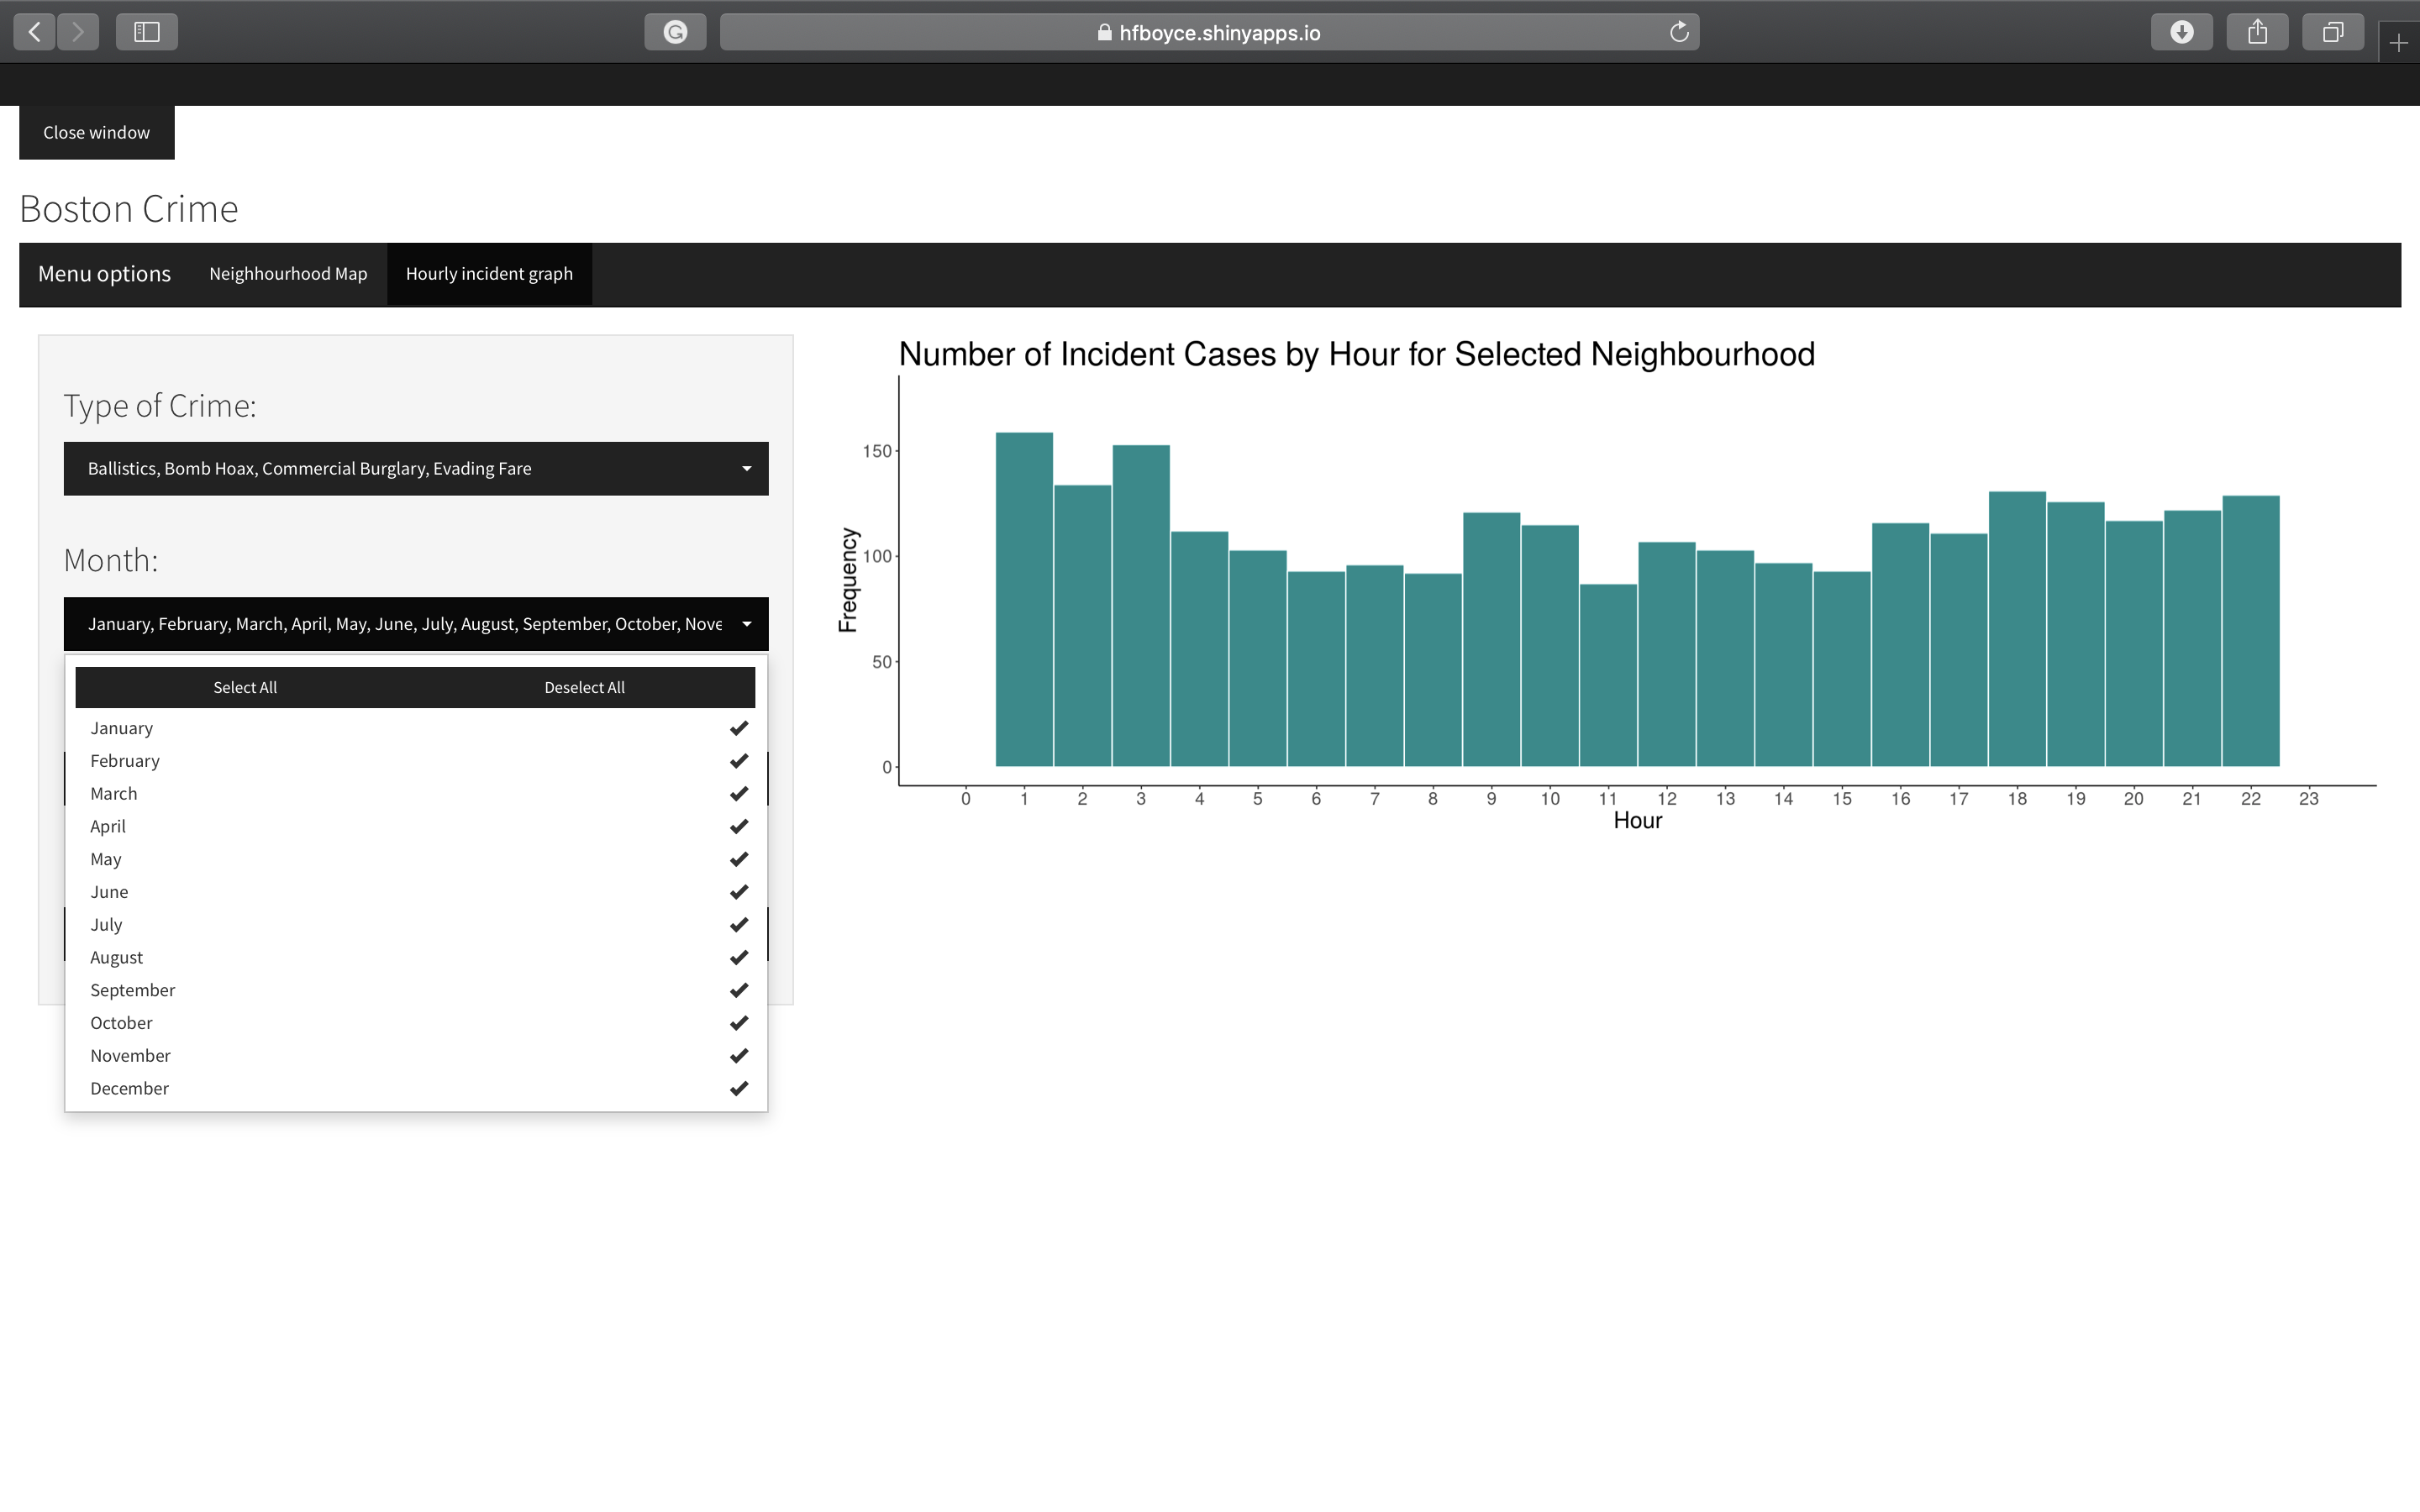 hfboyce.shinyapps.io
Close window
Boston Crime
Menu options Neighhourhood Map Hourly incident graph
Type of Crime:
Ballistics, Bomb Hoax, Commercial Burglary, Evading Fare
Month:
January, February, March, April, May, June, July, August, September, October, Nove
Select All Deselect All
January
February
March
April
May
June
July
August
September
October
November
December
Number of Incident Cases by Hour for Selected Neighbourhood
Frequency
150
100
50
0
0 1 2 3 4 5 6 7 8 9 10 11 12 13 14 15 16 17 18 19 20 21 22 23
Hour